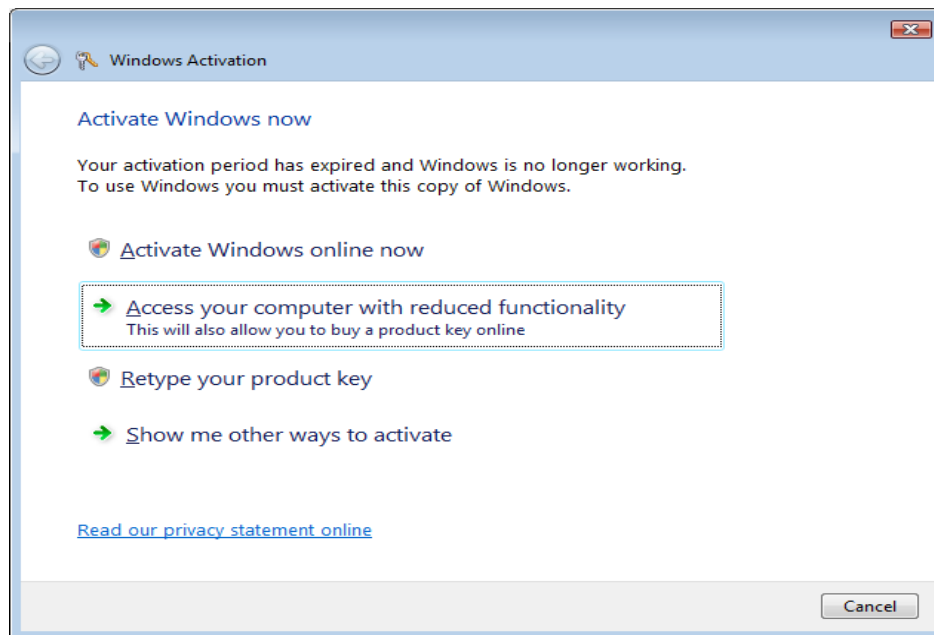 Windows Activation
Activate Windows now
Your activation period has expired and Windows is no longer working.
To use Windows you must activate this copy of Windows.
Activate Windows online now
Access your computer with reduced functionality
This will also allow you to buy a product key online
Retype your product key
Show me other ways to activate
Read our privacy statement online
Cancel